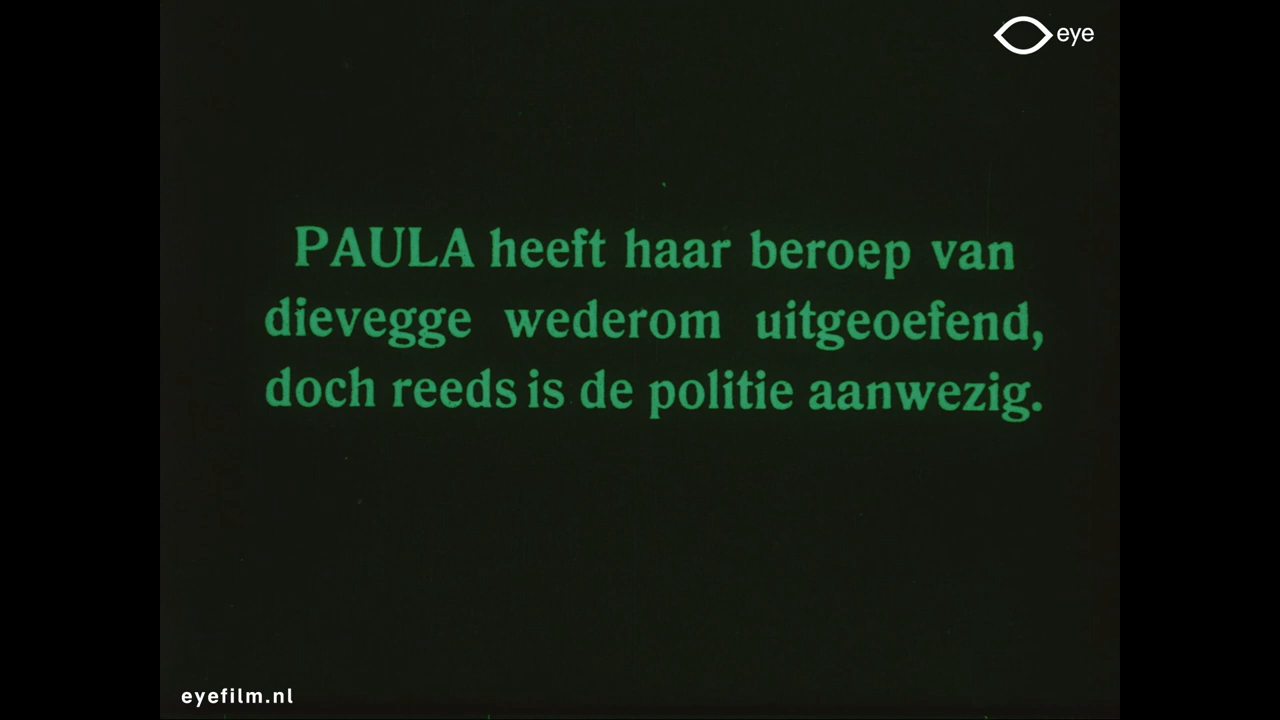 eye
PAULA heeft haar beroep van
dievegge wederom uitgeoefend,
doch reeds is de politie aanwezig.
eyefilm.nl